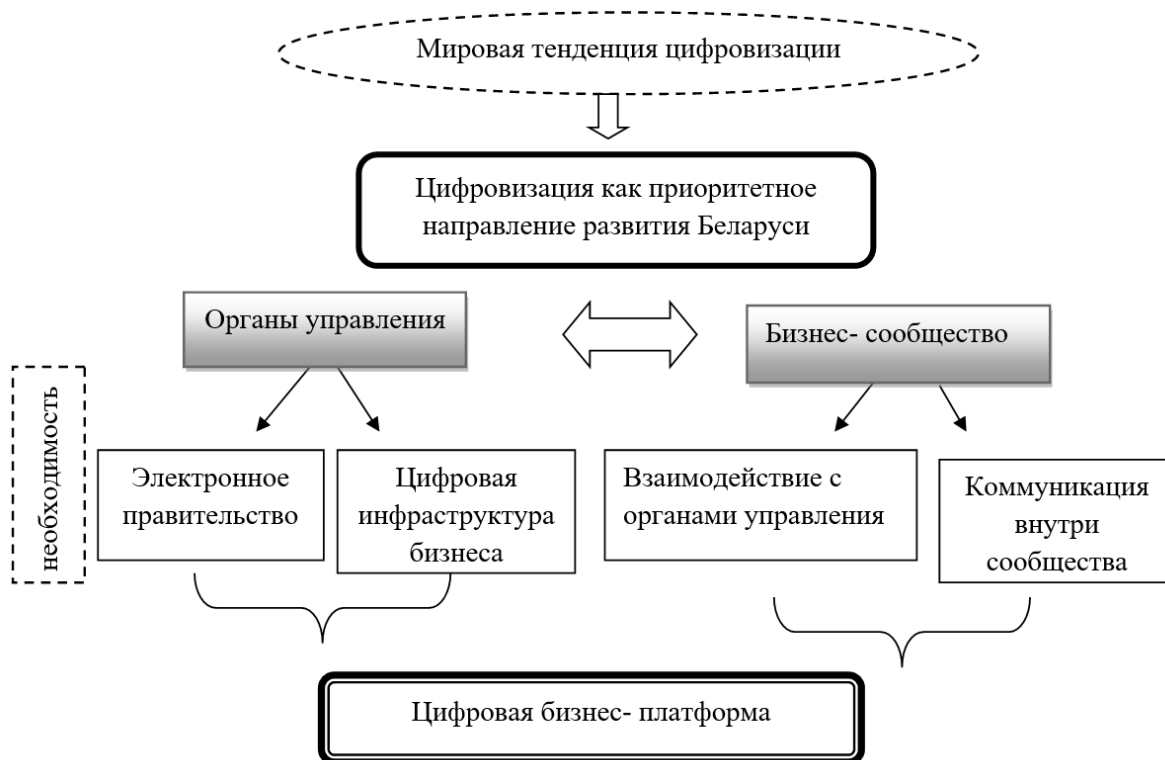 Мировая тенденция цифровизации
Цифровизация как приоритетное
направление развития Беларуси
Органы управления
Бизнес- сообщество
необходимость
Электронное
правительство
Цифровая
инфраструктура
бизнеса
Взаимодействие с
органами управления
Коммуникация
внутри
сообщества
Цифровая бизнес- платформа